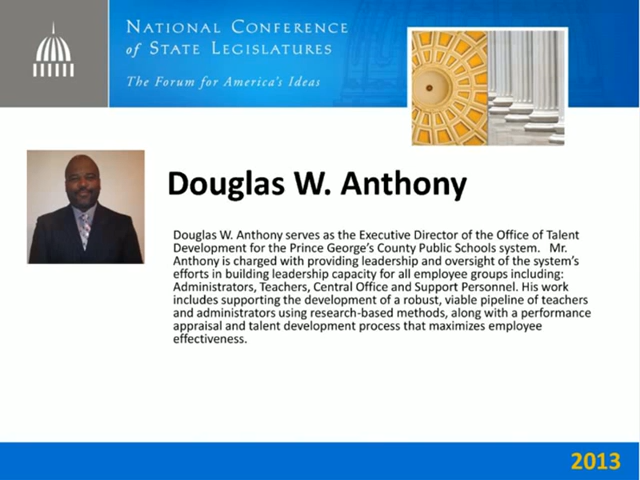 NATIONAL CONFERENCE
of STATE LEGISLATURES
The Forum for America's Ideas
Douglas W. Anthony
Douglas W. Anthony serves as the Executive Director of the Office of Talent
Development for the Prince George's County Public Schools system. Mr.
Anthony is charged with providing leadership and oversight of the system's
efforts in building leadership capacity for all employee groups including:
Administrators, Teachers, Central Office and Support Personnel. His work
includes supporting the development of a robust, viable pipeline of teachers
and administrators using research-based methods, along with a performance
appraisal and talent development process that maximizes employee
effectiveness.
2013